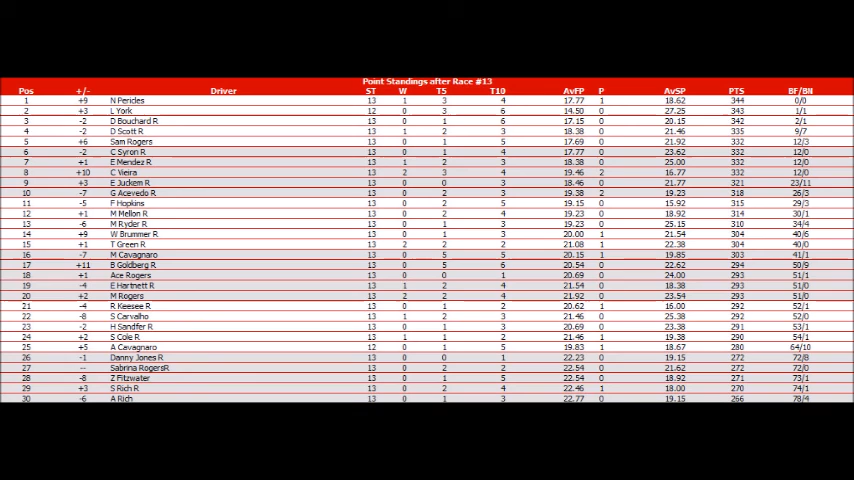 Point Standings after Race #13
Pos +/- Driver ST W T5 T10 AvFP P AvSP PTS BF/BN
1 +9 N Perides 13 1 3 4 17.77 1 18.62 344 0/0
2 +3 L York 12 0 3 6 14.50 0 27.25 343 1/1
3 -2 D Bouchard R 13 0 1 6 17.15 0 20.15 342 2/1
4 -2 D Scott R 13 1 2 4 18.38 0 21.46 335 9/7
5 +6 Sam Rogers 13 0 1 5 17.69 0 21.92 332 12/3
6 -2 C Syron R 13 0 1 4 17.77 0 23.62 332 12/0
7 +1 E Mendez R 13 1 2 3 18.38 0 25.00 332 12/0
8 +10 C Vieira 13 2 3 4 19.46 2 16.77 332 12/0
9 +3 E Juckem R 13 0 0 3 18.46 0 21.77 321 23/11
10 -7 G Acevedo R 13 0 2 3 19.38 2 19.38 318 26/3
11 -5 F Hopkins 13 0 2 5 19.15 0 15.92 315 29/3
12 +1 M Mellon R 13 0 2 4 19.23 0 18.92 314 30/1
13 -6 M Ryder R 13 0 1 3 19.23 0 25.15 310 34/4
14 +9 W Brummer R 13 0 1 3 20.00 1 21.54 304 40/6
15 +1 T Green R 13 2 2 2 21.08 1 22.38 304 40/0
16 -7 M Cavagnaro 13 0 5 5 20.15 1 19.85 303 41/1
17 +11 B Goldberg R 13 0 5 6 20.54 0 22.62 294 50/9
18 +1 Ace Rogers 13 0 0 1 20.69 0 24.00 293 51/1
19 -4 E Hartnett R 13 1 2 4 21.54 0 18.38 293 51/0
20 +2 M Rogers 13 2 2 4 21.92 0 23.54 293 51/0
21 -4 R Keesee R 13 0 1 2 20.62 1 16.00 292 52/1
22 -8 S Carvalho 13 1 2 3 21.46 0 25.38 292 52/0
23 -2 H Sandfer R 13 0 1 3 20.69 0 23.38 291 53/1
24 +2 S Cole R 13 1 1 2 21.46 1 19.38 290 54/1
25 +5 A Cavagnaro 12 0 1 5 19.83 1 18.67 280 64/10
26 -1 Danny Jones R 13 0 0 1 22.23 0 19.15 272 72/8
27 -- Sabrina RogersR 13 0 2 2 22.54 0 21.62 272 72/0
28 -8 Z Fitzwater 13 0 1 5 22.54 0 18.92 271 73/1
29 +3 S Rich R 13 0 2 4 22.46 1 18.00 270 74/1
30 -6 A Rich 13 0 1 3 22.77 0 19.15 266 78/4